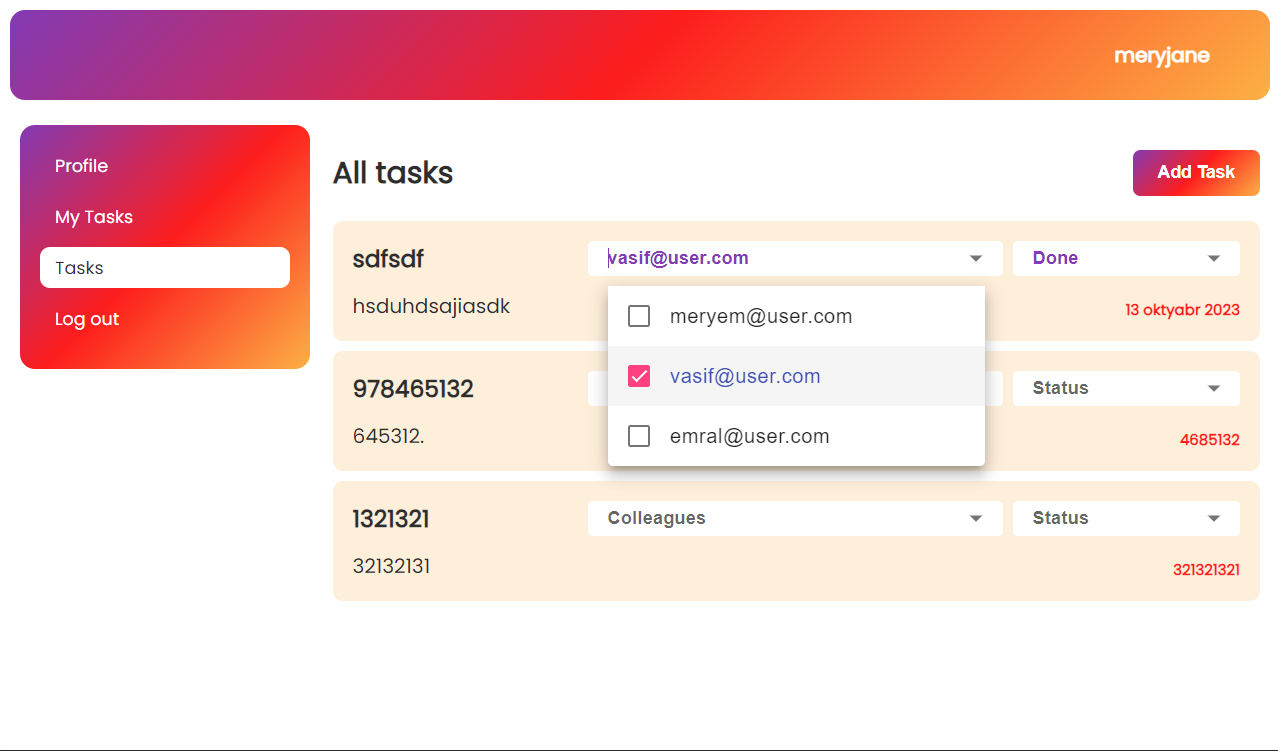 meryjane
Profile
My Tasks
Tasks
Log out
All tasks
Add Task
sdfsdf
vasif@user.com
Done
hsduhdsajiasdk
13 oktyabr 2023
meryem@user.com
vasif@user.com
emral@user.com
978465132
Status
645312.
4685132
1321321
Colleagues
Status
32132131
321321321